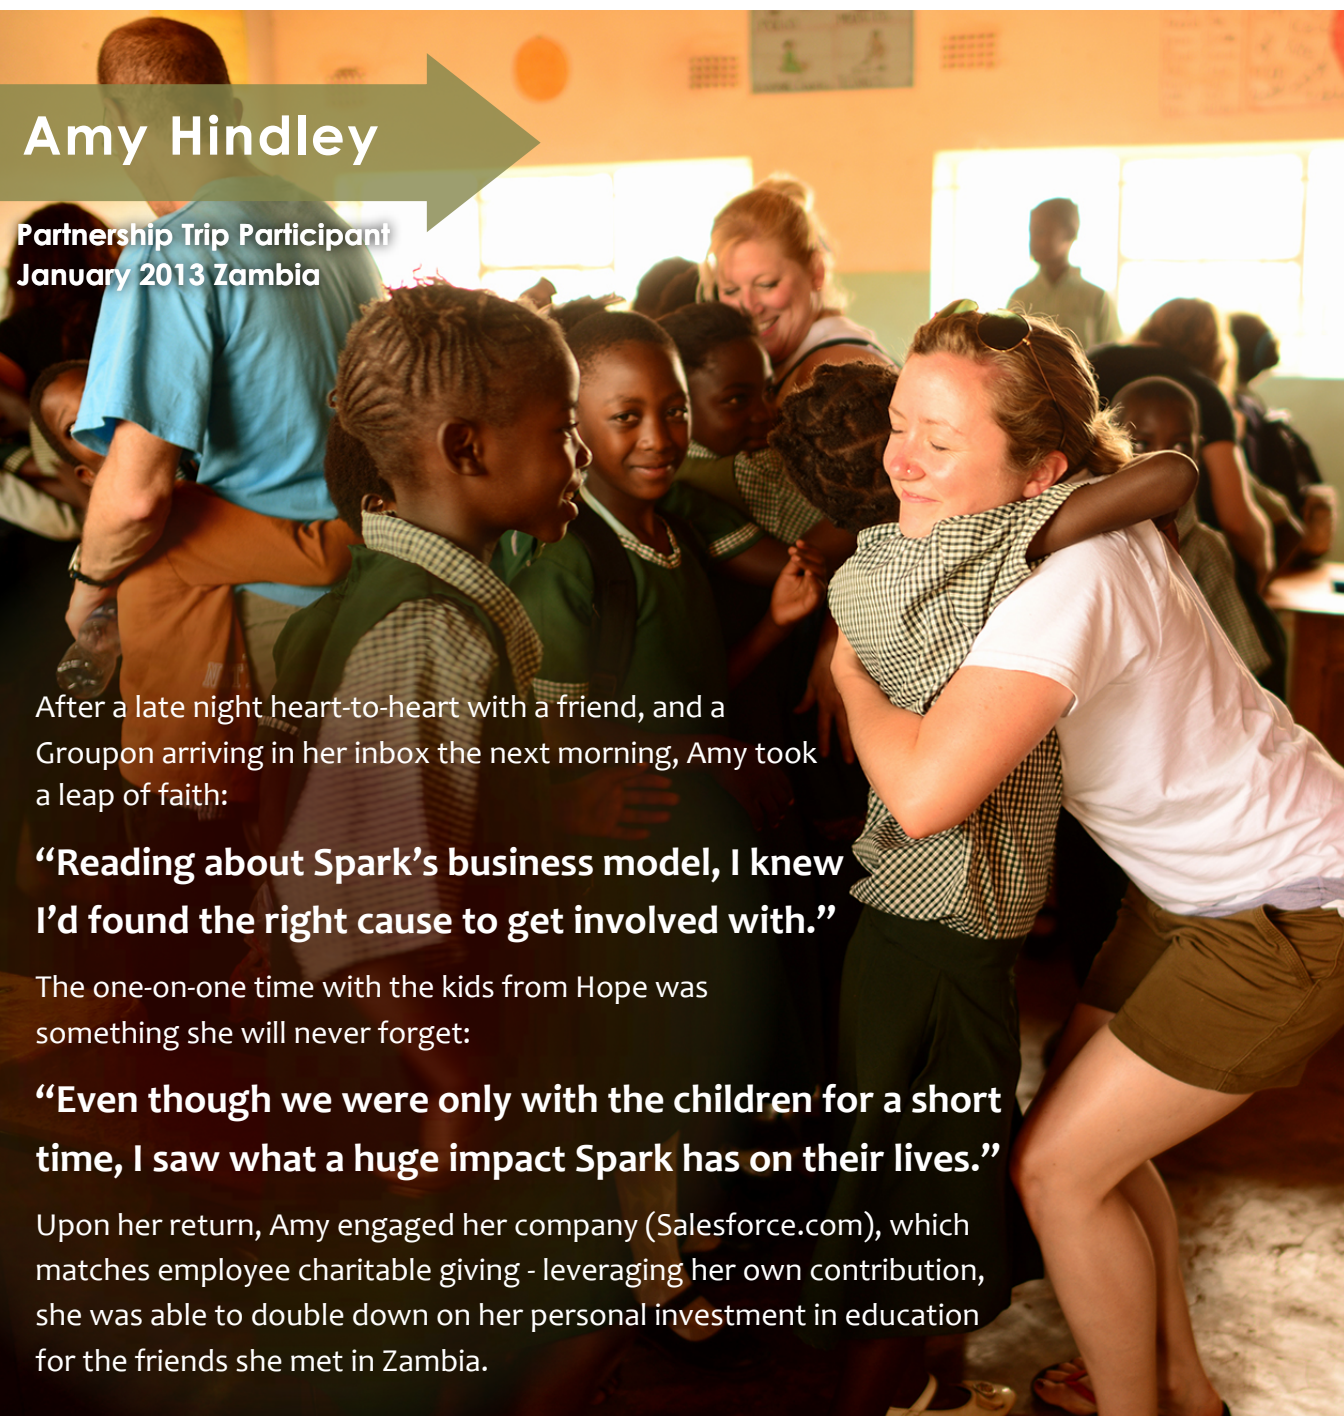 Amy Hindley
Partnership Trip Participant
January 2013 Zambia
After a late night heart-to-heart with a friend, and a
Groupon arriving in her inbox the next morning, Amy took
a leap of faith:
“Reading about Spark’s business model, I knew
I’d found the right cause to get involved with.”
The one-on-one time with the kids from Hope was
something she will never forget:
“Even though we were only with the children for a short
time, I saw what a huge impact Spark has on their lives.”
Upon her return, Amy engaged her company (Salesforce.com), which
matches employee charitable giving - leveraging her own contribution,
she was able to double down on her personal investment in education
for the friends she met in Zambia.